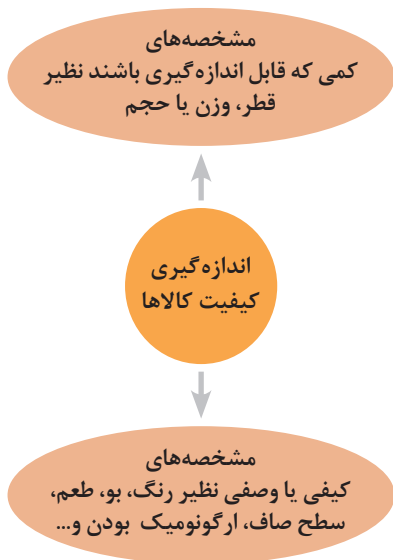 مشخصه‌های
کمی که قابل اندازه‌گیری باشند نظیر
قطر، وزن یا حجم
اندازه‌گیری
کیفیت کالاها
مشخصه‌های
کیفی یا وصفی نظیر رنگ، بو، طعم،
سطح صاف، ارگونومیک بودن و...